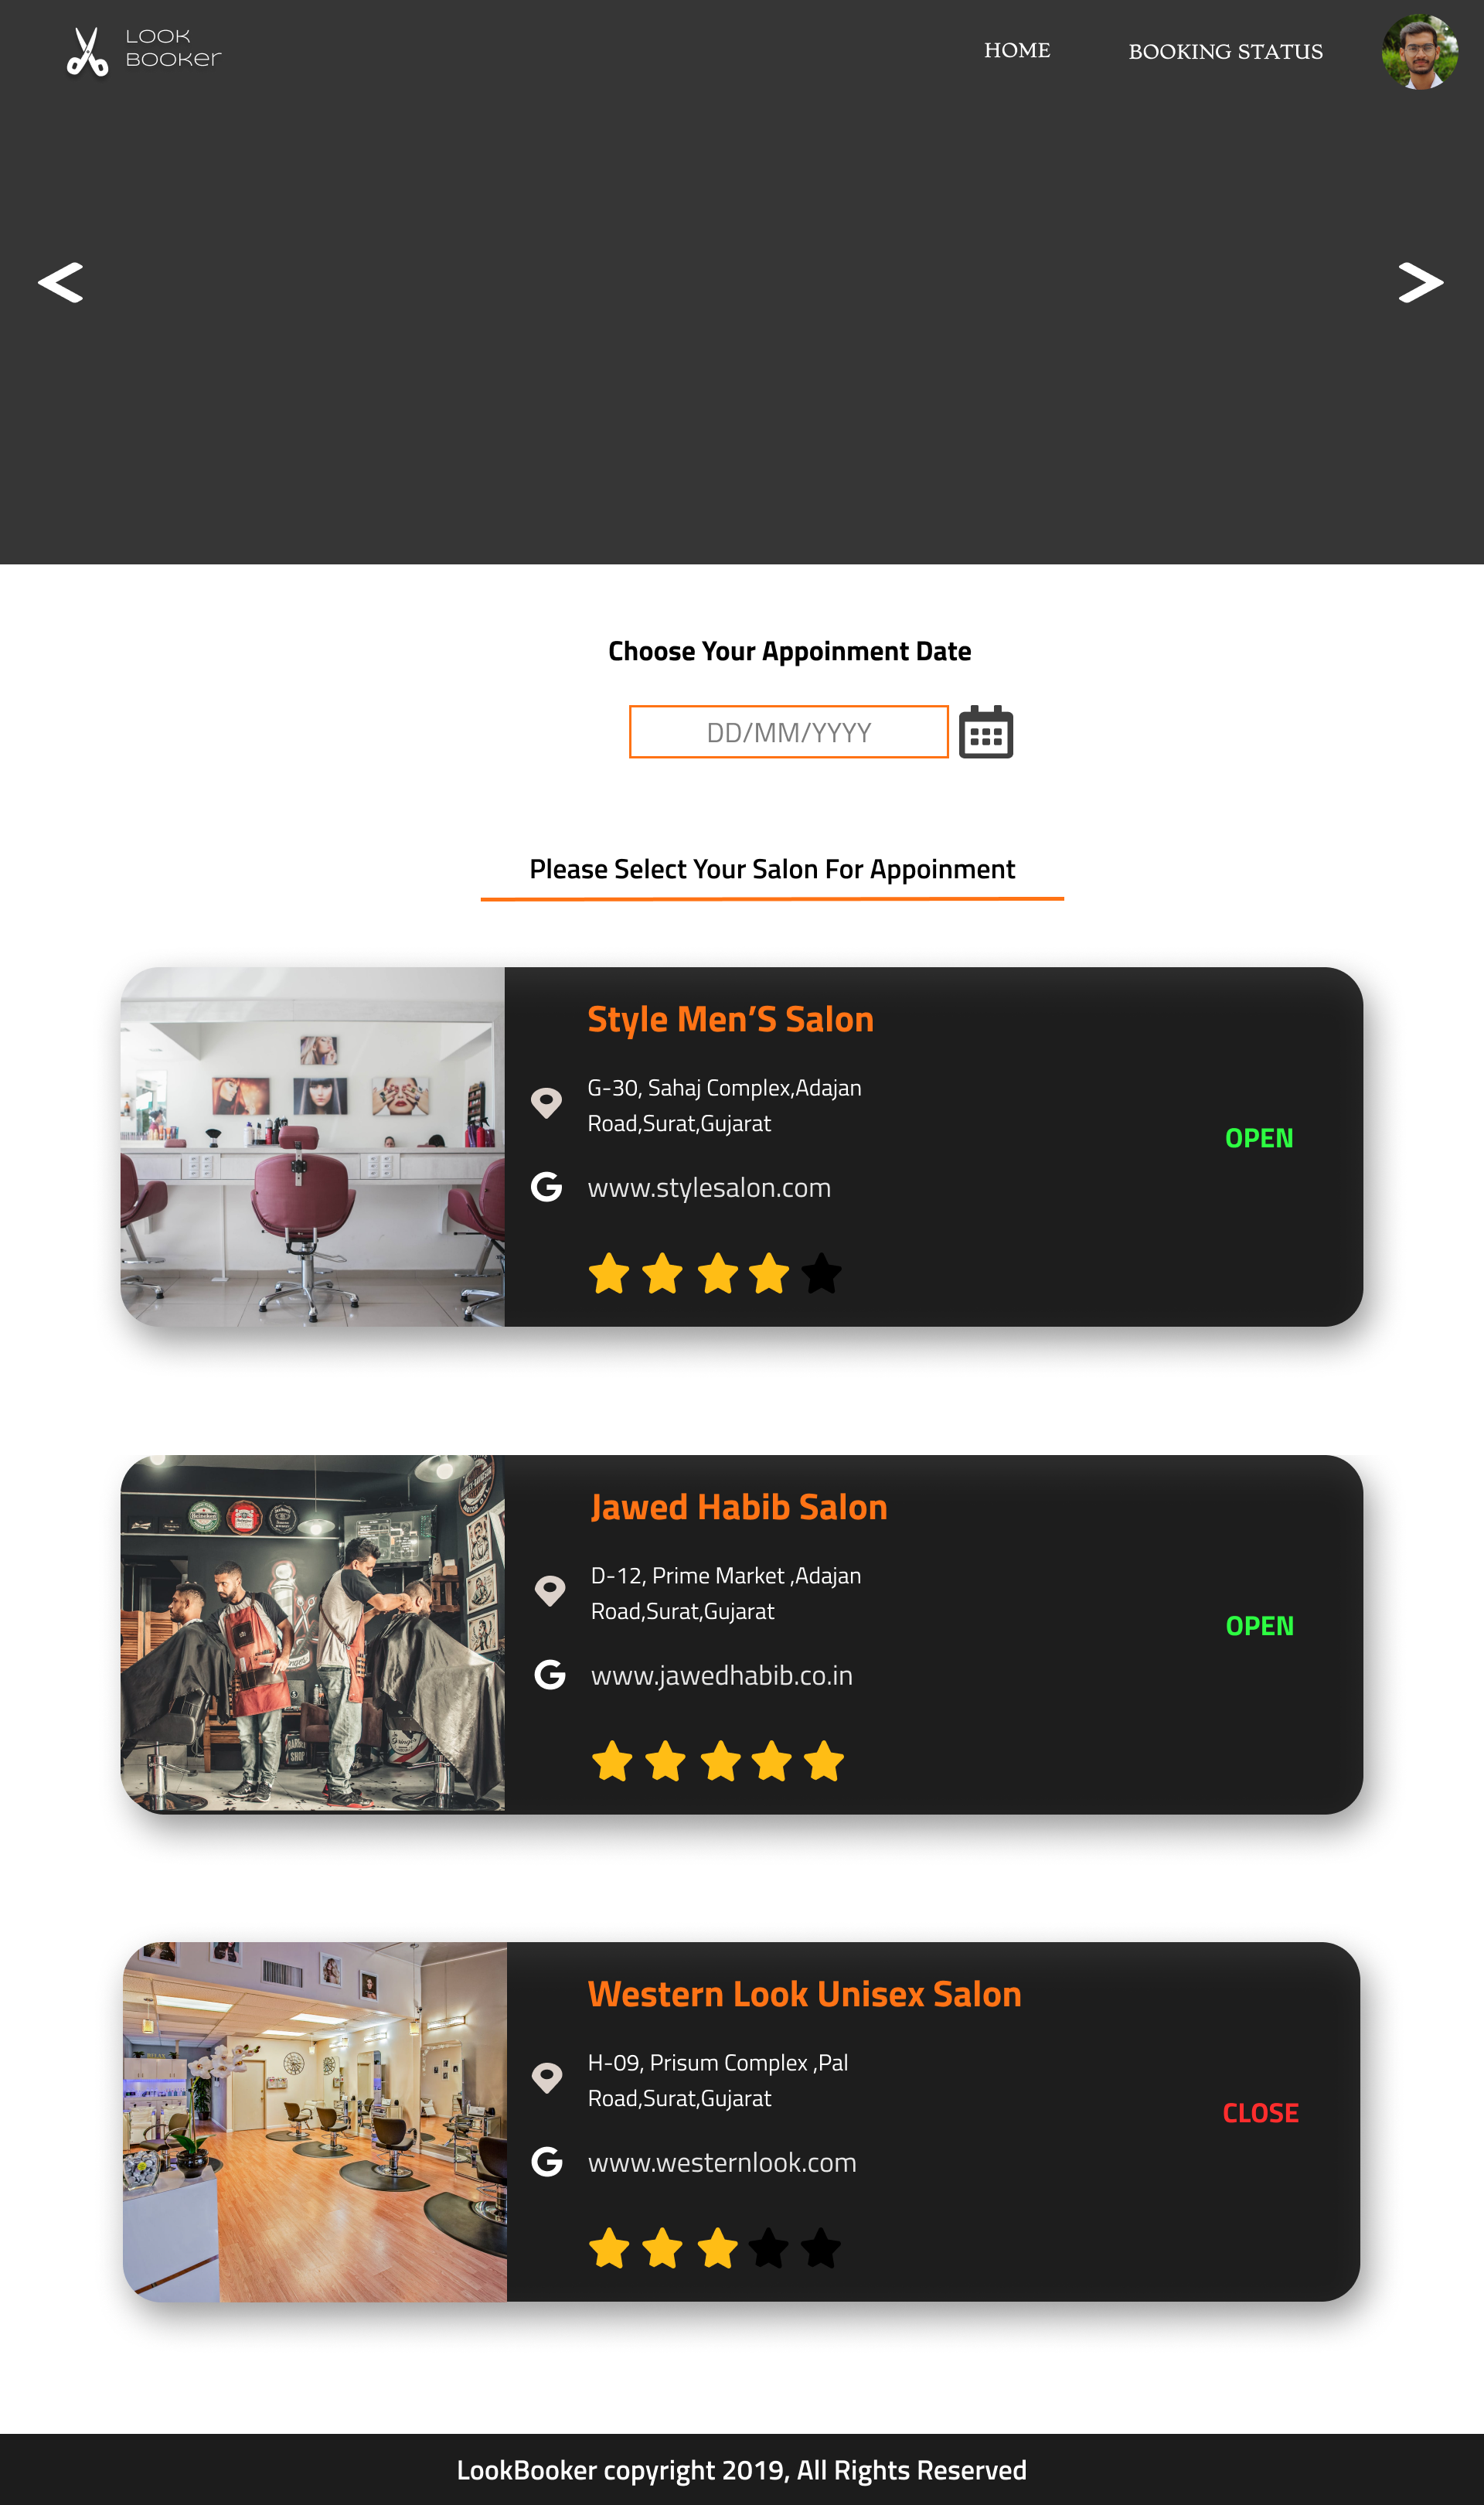 LOOK
BOOKer
HOME
BOOKING STATUS
<
>
Choose Your Appoinment Date
DD/MM/YYYY
Please Select Your Salon For Appoinment
Style Men’S Salon
G-30, Sahaj Complex,Adajan
Road,Surat,Gujarat
OPEN
www.stylesalon.com
Jawed Habib Salon
D-12, Prime Market ,Adajan
Road,Surat,Gujarat
OPEN
www.jawedhabib.co.in
Western Look Unisex Salon
H-09, Prisum Complex ,Pal
Road,Surat,Gujarat
CLOSE
www.westernlook.com
LookBooker copyright 2019, All Rights Reserved